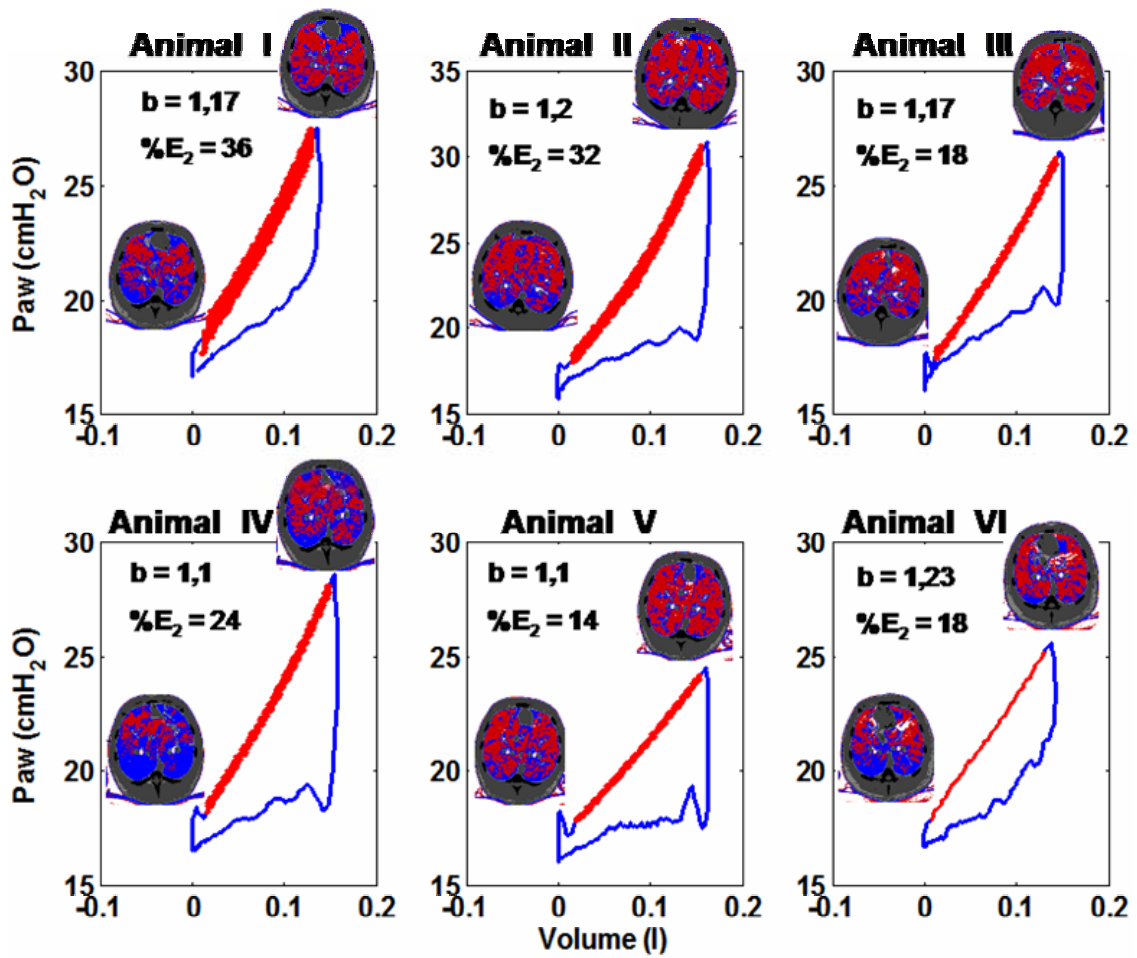 Animal I
Animal II
Animal III
30
25
20
15
-0.1
0
0.1
0.2
Paw (cmH₂O)
b = 1,17
%E₂ = 36
35
30
25
20
15
-0.1
0
0.1
0.2
b = 1,2
%E₂ = 32
30
25
20
15
-0.1
0
0.1
0.2
b = 1,17
%E₂ = 18
Animal IV
Animal V
Animal VI
30
25
20
15
-0.1
0
0.1
0.2
Paw (cmH₂O)
b = 1,1
%E₂ = 24
30
25
20
15
-0.1
0
0.1
0.2
b = 1,1
%E₂ = 14
30
25
20
15
-0.1
0
0.1
0.2
b = 1,23
%E₂ = 18
Volume (l)